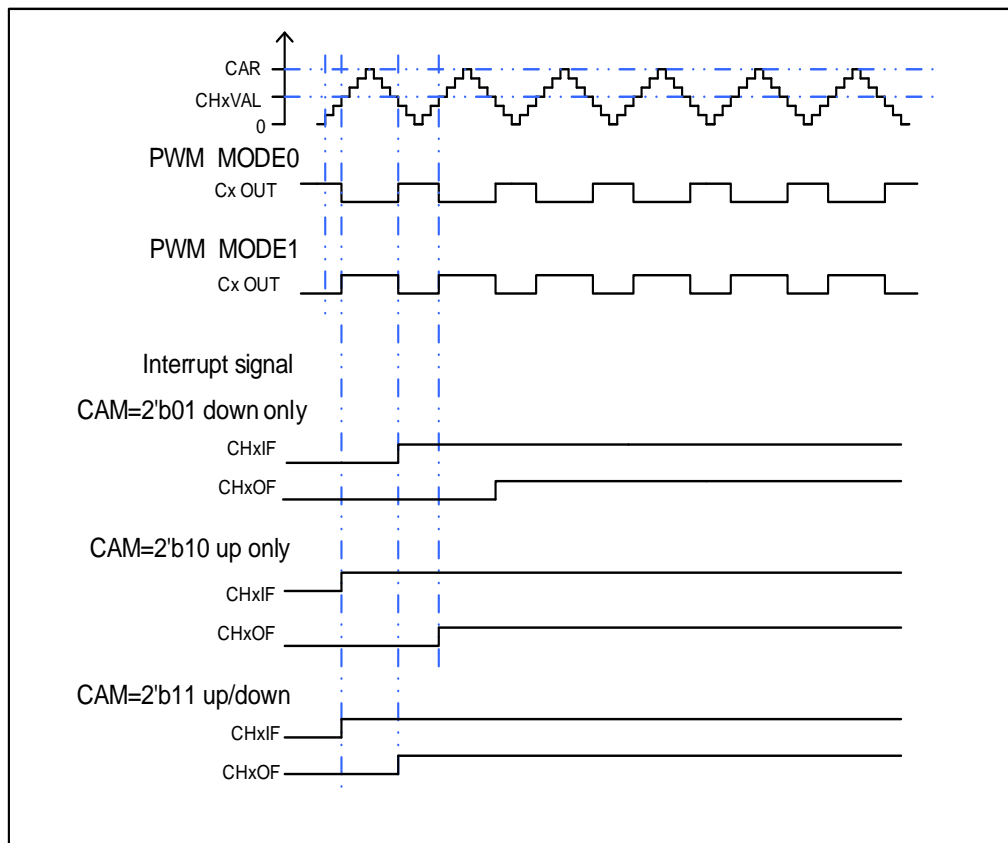 CAR
CHxVAL
0
PWM MODE0
Cx OUT
PWM MODE1
Cx OUT
Interrupt signal
CAM=2'b01 down only
CHxIF
CHxOF
CAM=2'b10 up only
CHxIF
CHxOF
CAM=2'b11 up/down
CHxIF
CHxOF